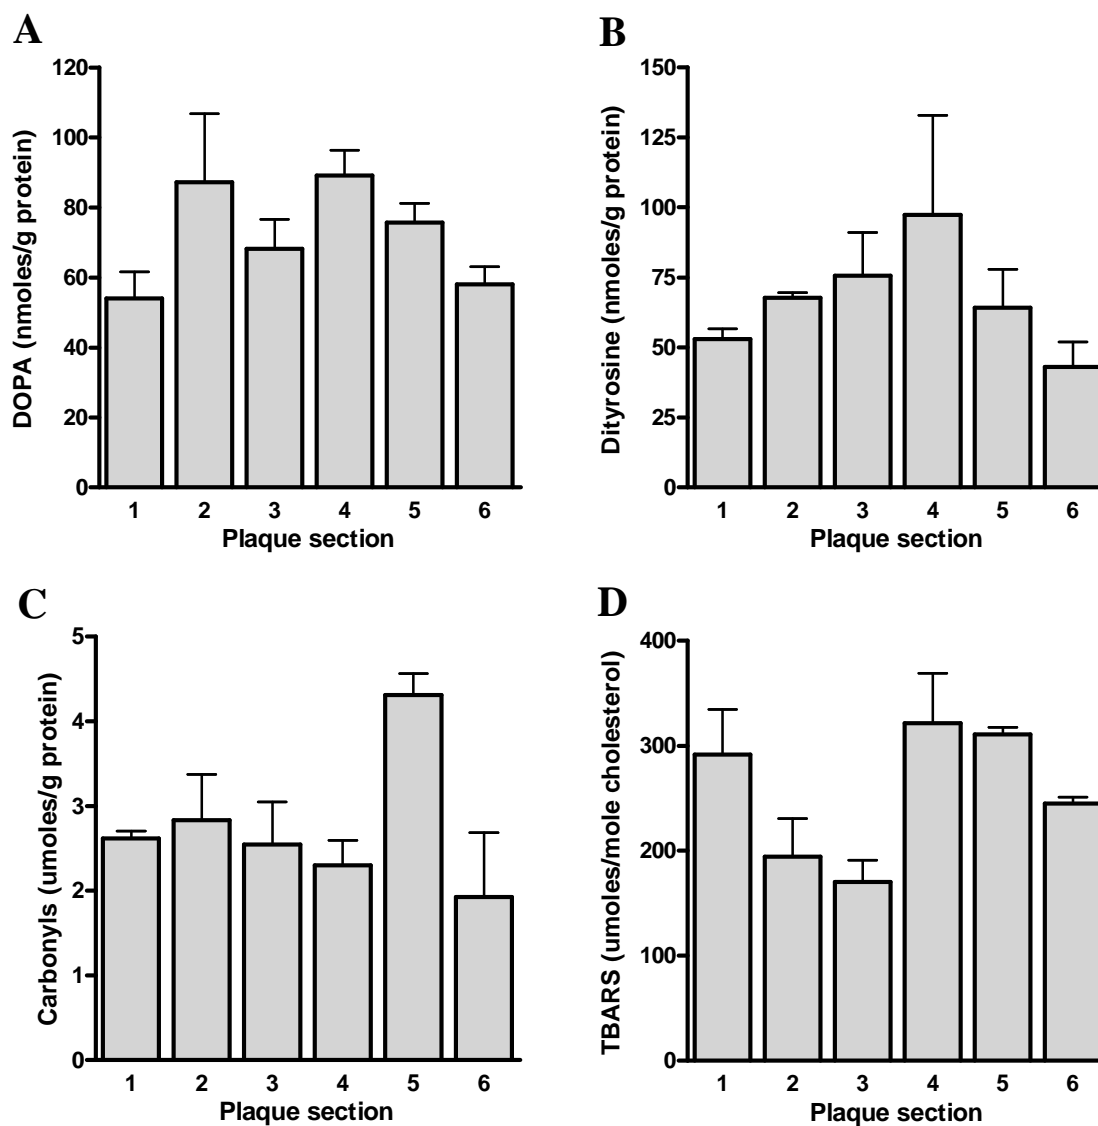 A
DOPA (nmoles/g protein)
120
100
80
60
40
20
0
1 2 3 4 5 6
Plaque section
B
Dityrosine (nmoles/g protein)
150
125
100
75
50
25
0
1 2 3 4 5 6
Plaque section
C
Carbonyls (umoles/g protein)
5
4
3
2
1
0
1 2 3 4 5 6
Plaque section
D
TBARS (umoles/mole cholesterol)
400
300
200
100
0
1 2 3 4 5 6
Plaque section